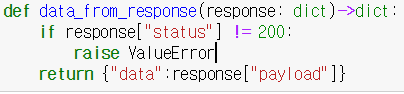 def data_from_response(response: dict)->dict:
    if response["status"] != 200:
        raise ValueError
    return {"data":response["payload"]}